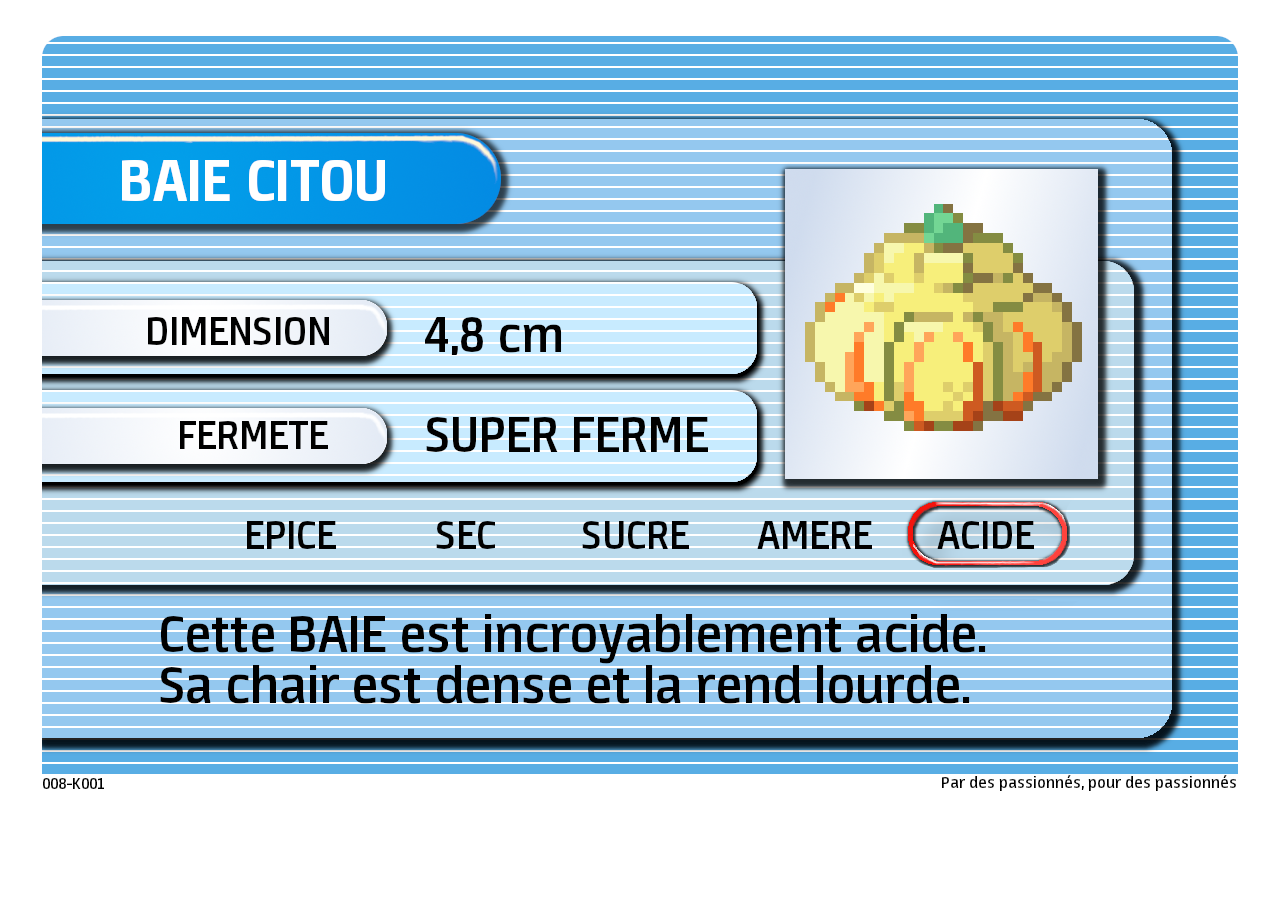 BAIE CITOU
DIMENSION 4,8 cm
FERMETE SUPER FERME
EPICE SEC SUCRE AMERE ACIDE
Cette BAIE est incroyablement acide.
Sa chair est dense et la rend lourde.
008-K001 Par des passionnés, pour des passionnés